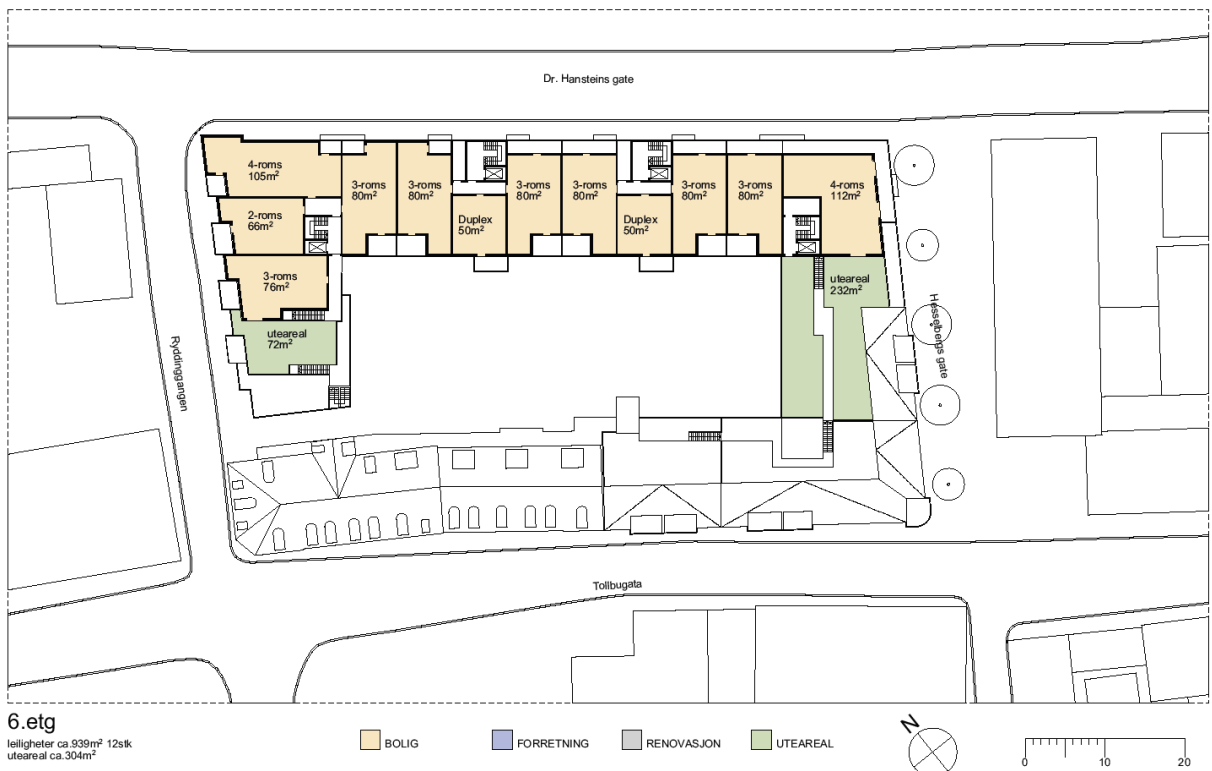 Dr. Hansteins gate
4-roms
105m²
3-roms
80m²
3-roms
80m²
3-roms
80m²
3-roms
80m²
3-roms
80m²
3-roms
80m²
4-roms
112m²
2-roms
66m²
Duplex
50m²
Duplex
50m²
3-roms
76m²
uteareal
232m²
uteareal
72m²
Ryddinggangen
Hesselbergs gate
Tollbugata
6.etg
leiligheter ca.939m² 12stk
uteareal ca.304m²
BOLIG
FORRETNING
RENOVASJON
UTEAREAL
N
0 10 20